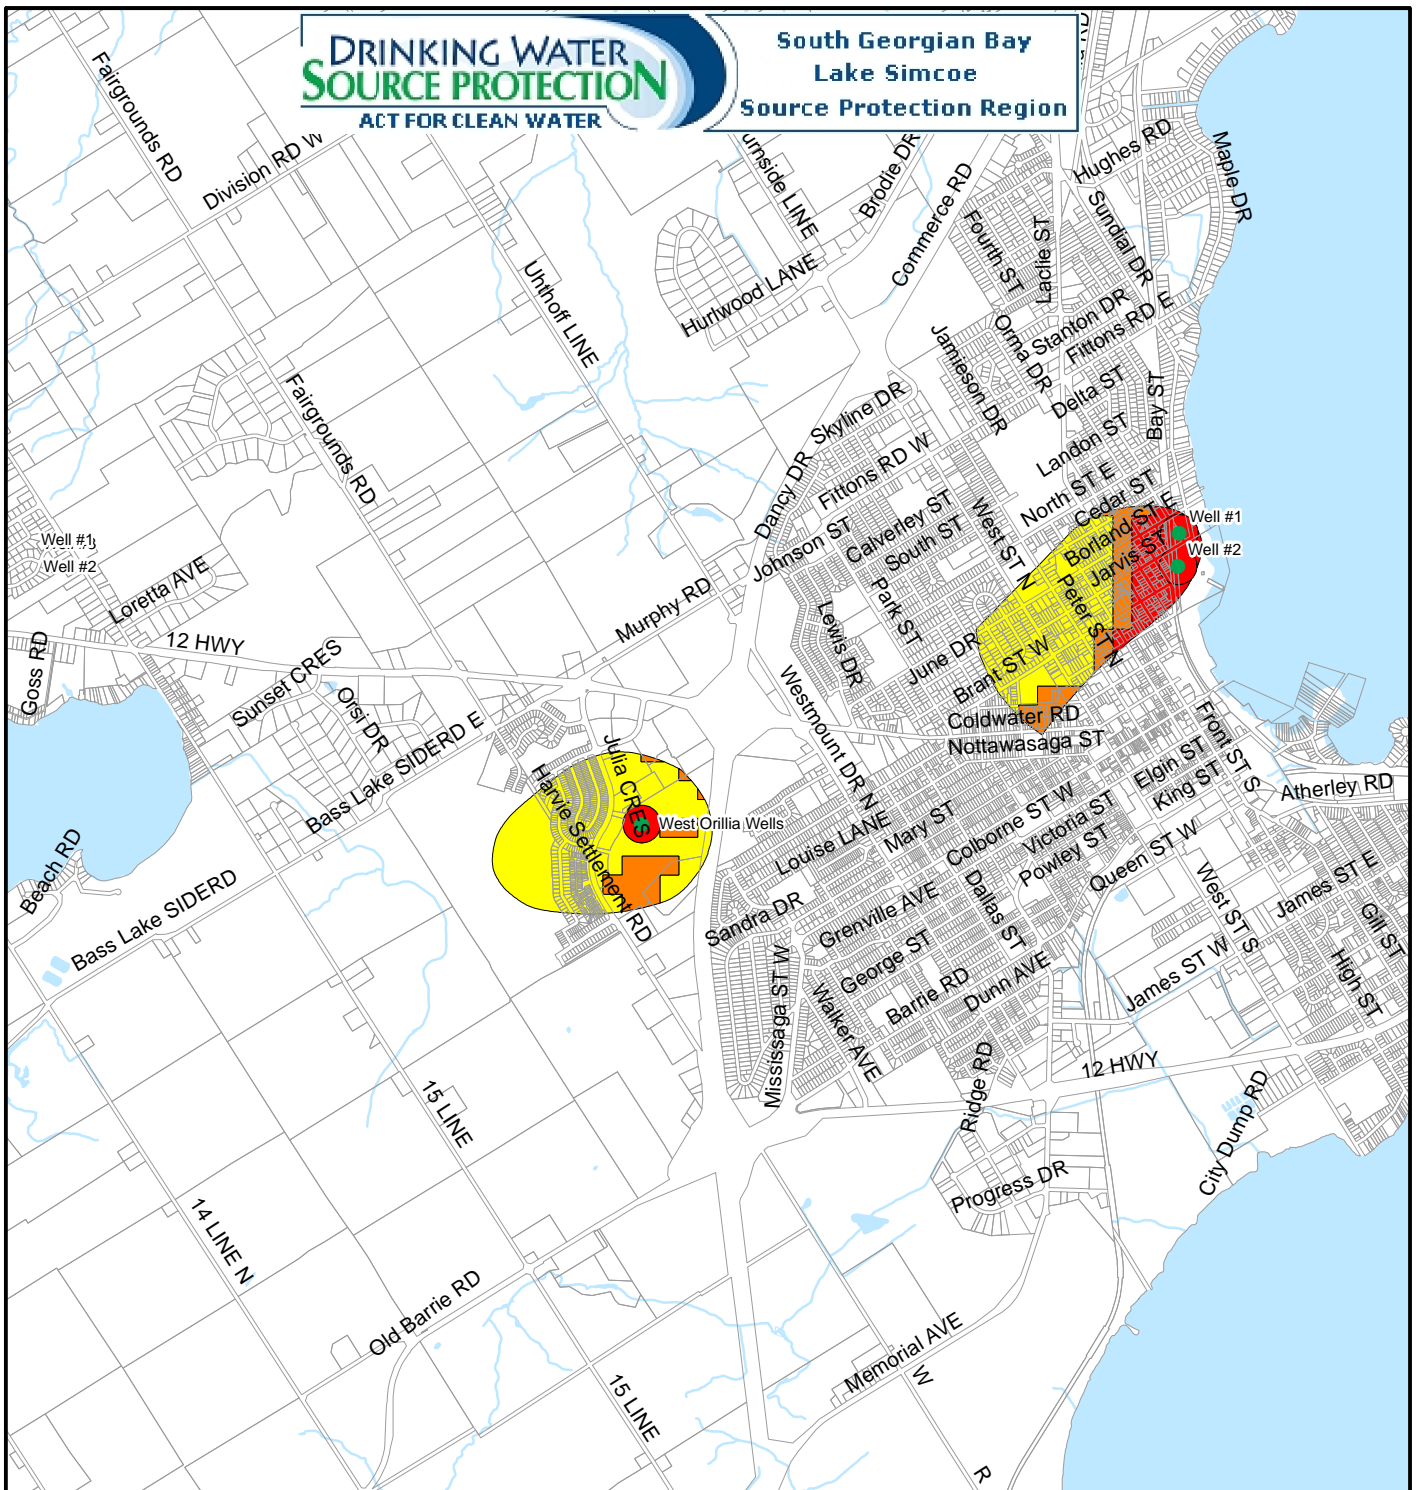 DRINKING WATER
SOURCE PROTECTION
ACT FOR CLEAN WATER
South Georgian Bay
Lake Simcoe
Source Protection Region
Fairgrounds RD
Division RD W
Uhthoff LINE
Hurlwood LANE
Brodie DR
Commerce RD
Hughes RD
Maple DR
Sundial DR
Fourth ST
Laclie ST
Stanton DR
Fittons RD E
Orma DR
Jamieson DR
Delta ST
Bay ST
Landon ST
North ST E
Cedar ST
Borland ST E
Jarvis ST
Well #1
Well #2
Skyline DR
Fittons RD W
Dancy DR
Johnson ST
Calverley ST
South ST
West ST N
Park ST
Peter ST N
Fairgrounds RD
Well #1
Well #2
Loretta AVE
12 HWY
Goss RD
Sunset CRES
Orsi DR
Bass Lake SIDERD E
Murphy RD
Lewis DR
June DR
Brant ST W
Coldwater RD
Nottawasaga ST
Westmount DR N
Front ST S
Elgin ST
King ST
Atherley RD
Julia CRES
West Orillia Wells
Harvie Settlement RD
Louise LANE
Mary ST
Colborne ST W
Victoria ST
Powley ST
Queen ST W
West ST S
James ST E
Gill ST
High ST
Beach RD
Bass Lake SIDERD
Sandra DR
Grenville AVE
Dallas ST
George ST
Barrie RD
Dunn AVE
James ST W
Mississaga ST W
Walker AVE
Ridge RD
12 HWY
City Dump RD
15 LINE
Progress DR
14 LINE N
Old Barrie RD
Memorial AVE
15 LINE
W
R